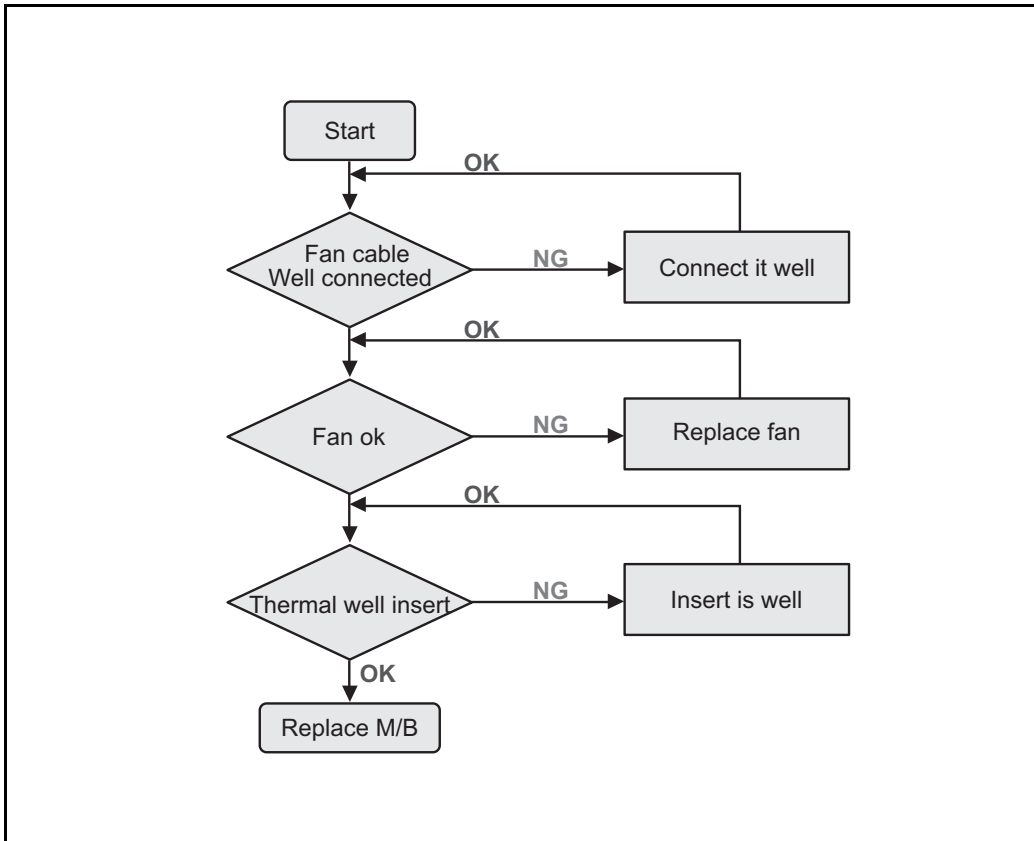 Start
OK
Fan cable
Well connected
NG
Connect it well
OK
Fan ok
NG
Replace fan
OK
Thermal well insert
NG
Insert is well
OK
Replace M/B